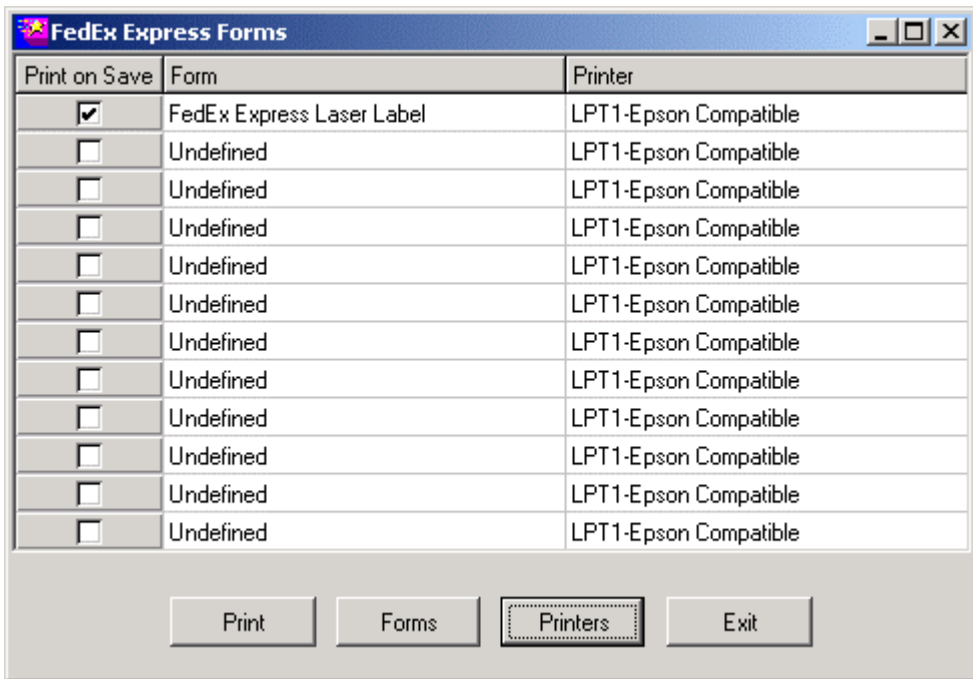 FedEx Express Forms
Print on Save Form Printer
FedEx Express Laser Label LPT1-Epson Compatible
Undefined LPT1-Epson Compatible
Undefined LPT1-Epson Compatible
Undefined LPT1-Epson Compatible
Undefined LPT1-Epson Compatible
Undefined LPT1-Epson Compatible
Undefined LPT1-Epson Compatible
Undefined LPT1-Epson Compatible
Undefined LPT1-Epson Compatible
Undefined LPT1-Epson Compatible
Undefined LPT1-Epson Compatible
Undefined LPT1-Epson Compatible
Print Forms Printers Exit